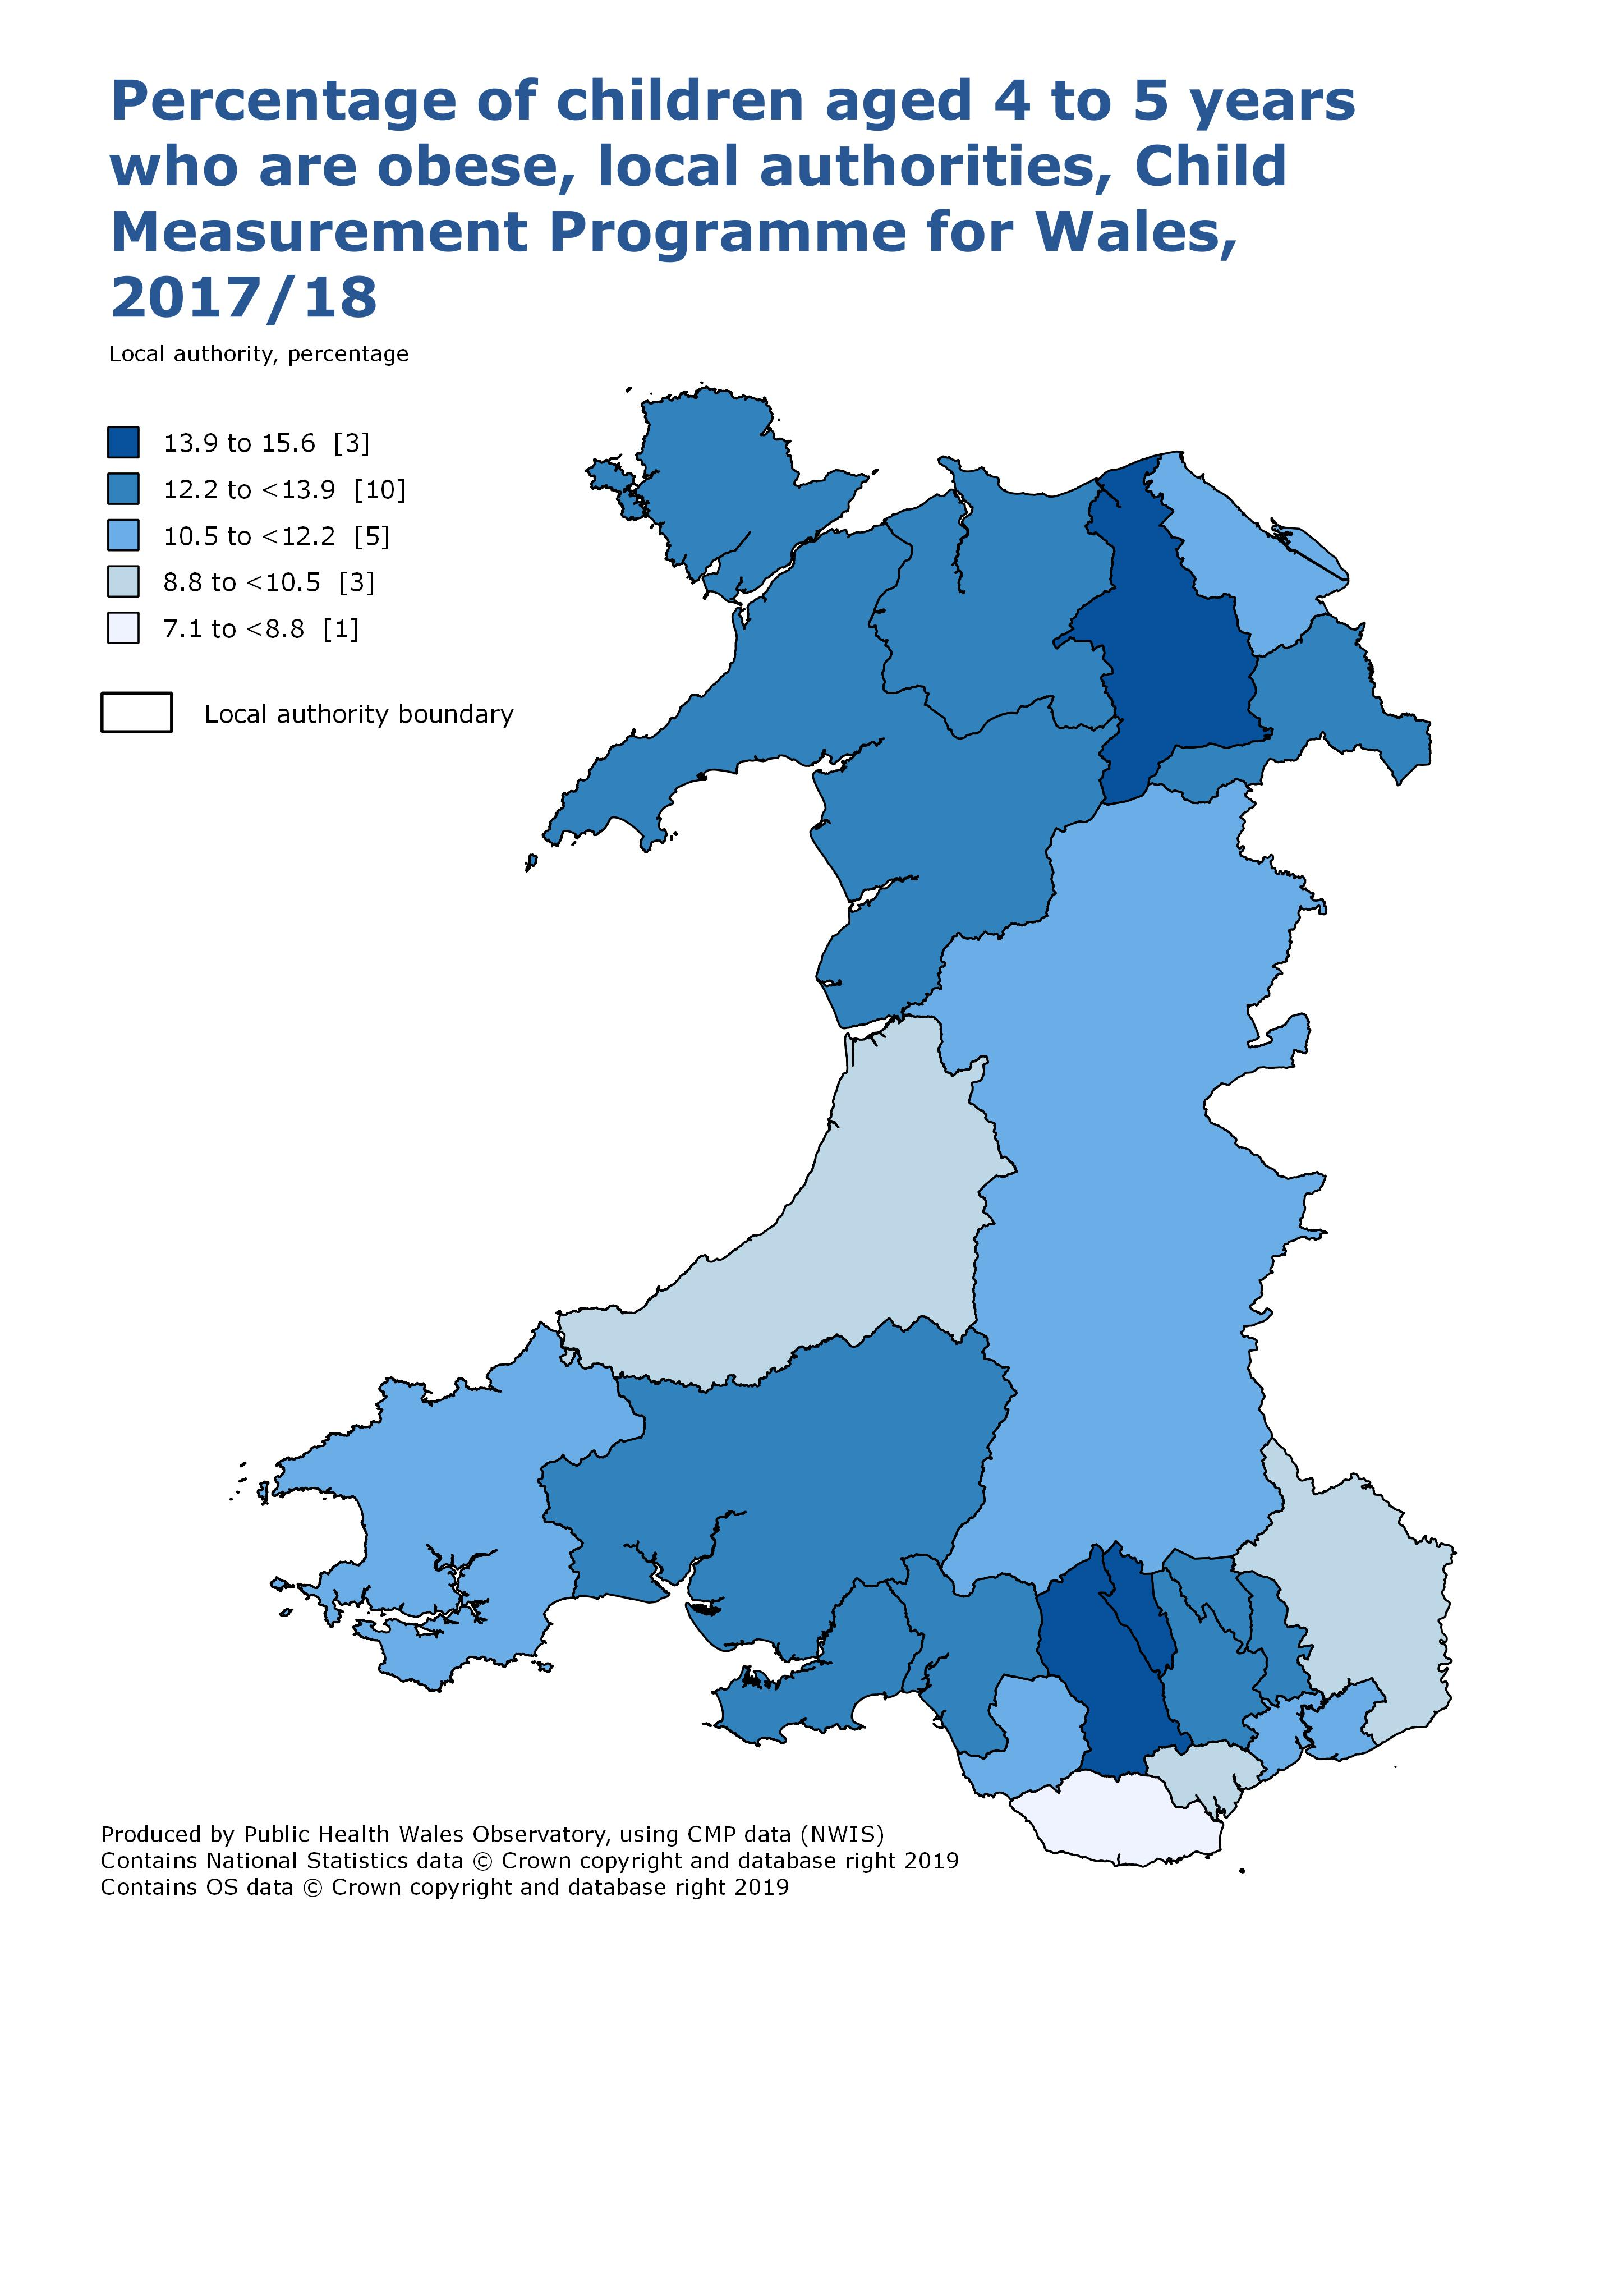 Percentage of children aged 4 to 5 years
who are obese, local authorities, Child
Measurement Programme for Wales,
2017/18
Local authority, percentage
13.9 to 15.6 [3]
12.2 to <13.9 [10]
10.5 to <12.2 [5]
8.8 to <10.5 [3]
7.1 to <8.8 [1]
Local authority boundary
Produced by Public Health Wales Observatory, using CMP data (NWIS)
Contains National Statistics data © Crown copyright and database right 2019
Contains OS data © Crown copyright and database right 2019